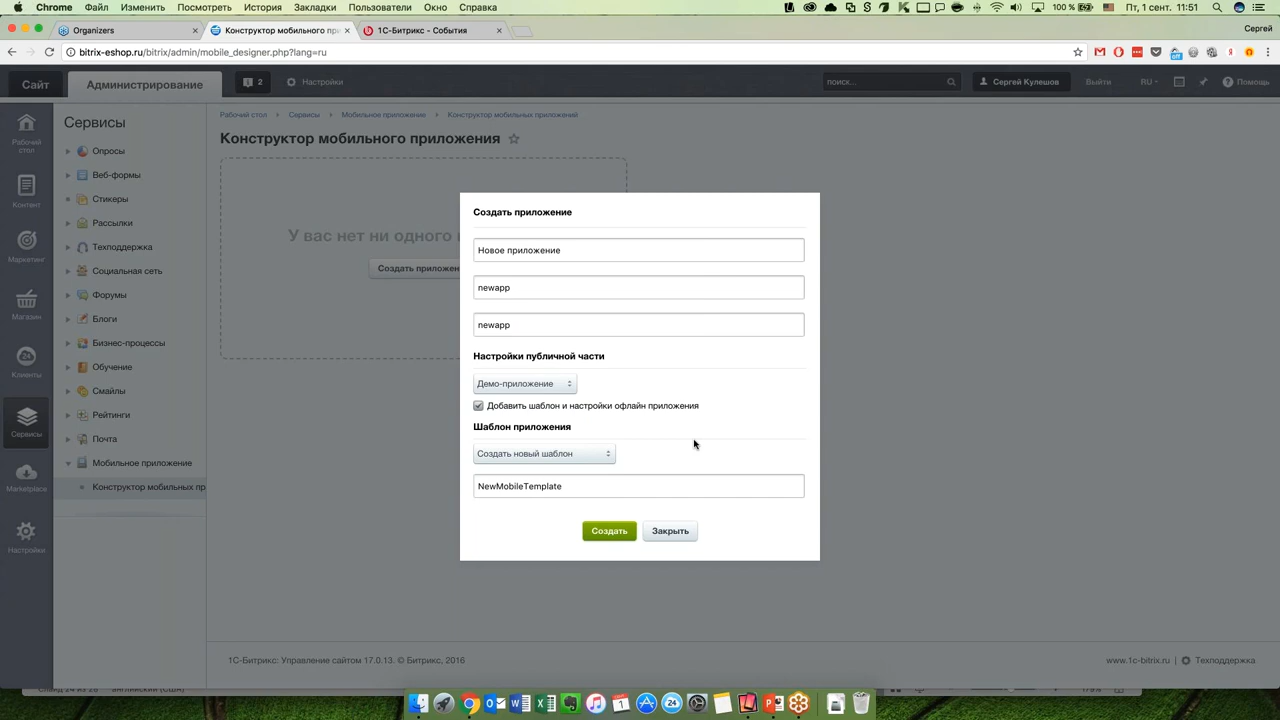 Chrome Файл Изменить Посмотреть История Закладки Пользователи Окно Справка
100 % Пт, 1 сент. 11:51
Organizers
Конструктор мобильного пр
1С-Битрикс - События
Сергей
bitrix-eshop.ru/bitrix/admin/mobile_designer.php?lang=ru
Сайт
Администрирование
2
Настройки
поиск...
Сергей Кулешов
Выйти
RU
Помощь
Рабочий стол
Контент
Маркетинг
Магазин
24
Клиенты
Сервисы
Marketplace
Настройки
Сервисы
Опросы
Веб-формы
Стикеры
Рассылки
Техподдержка
Социальная сеть
Форумы
Блоги
Бизнес-процессы
Обучение
Смайлы
Рейтинги
Почта
Мобильное приложение
Конструктор мобильных пр
Рабочий стол Сервисы Мобильное приложение Конструктор мобильных приложений
Конструктор мобильного приложения
У вас нет ни одного
Создать приложен
Создать приложение
Новое приложение
newapp
newapp
Настройки публичной части
Демо-приложение
Добавить шаблон и настройки офлайн приложения
Шаблон приложения
Создать новый шаблон
NewMobileTemplate
Создать
Закрыть
1С-Битрикс: Управление сайтом 17.0.13. © Битрикс, 2016
www.1c-bitrix.ru
Техподдержка